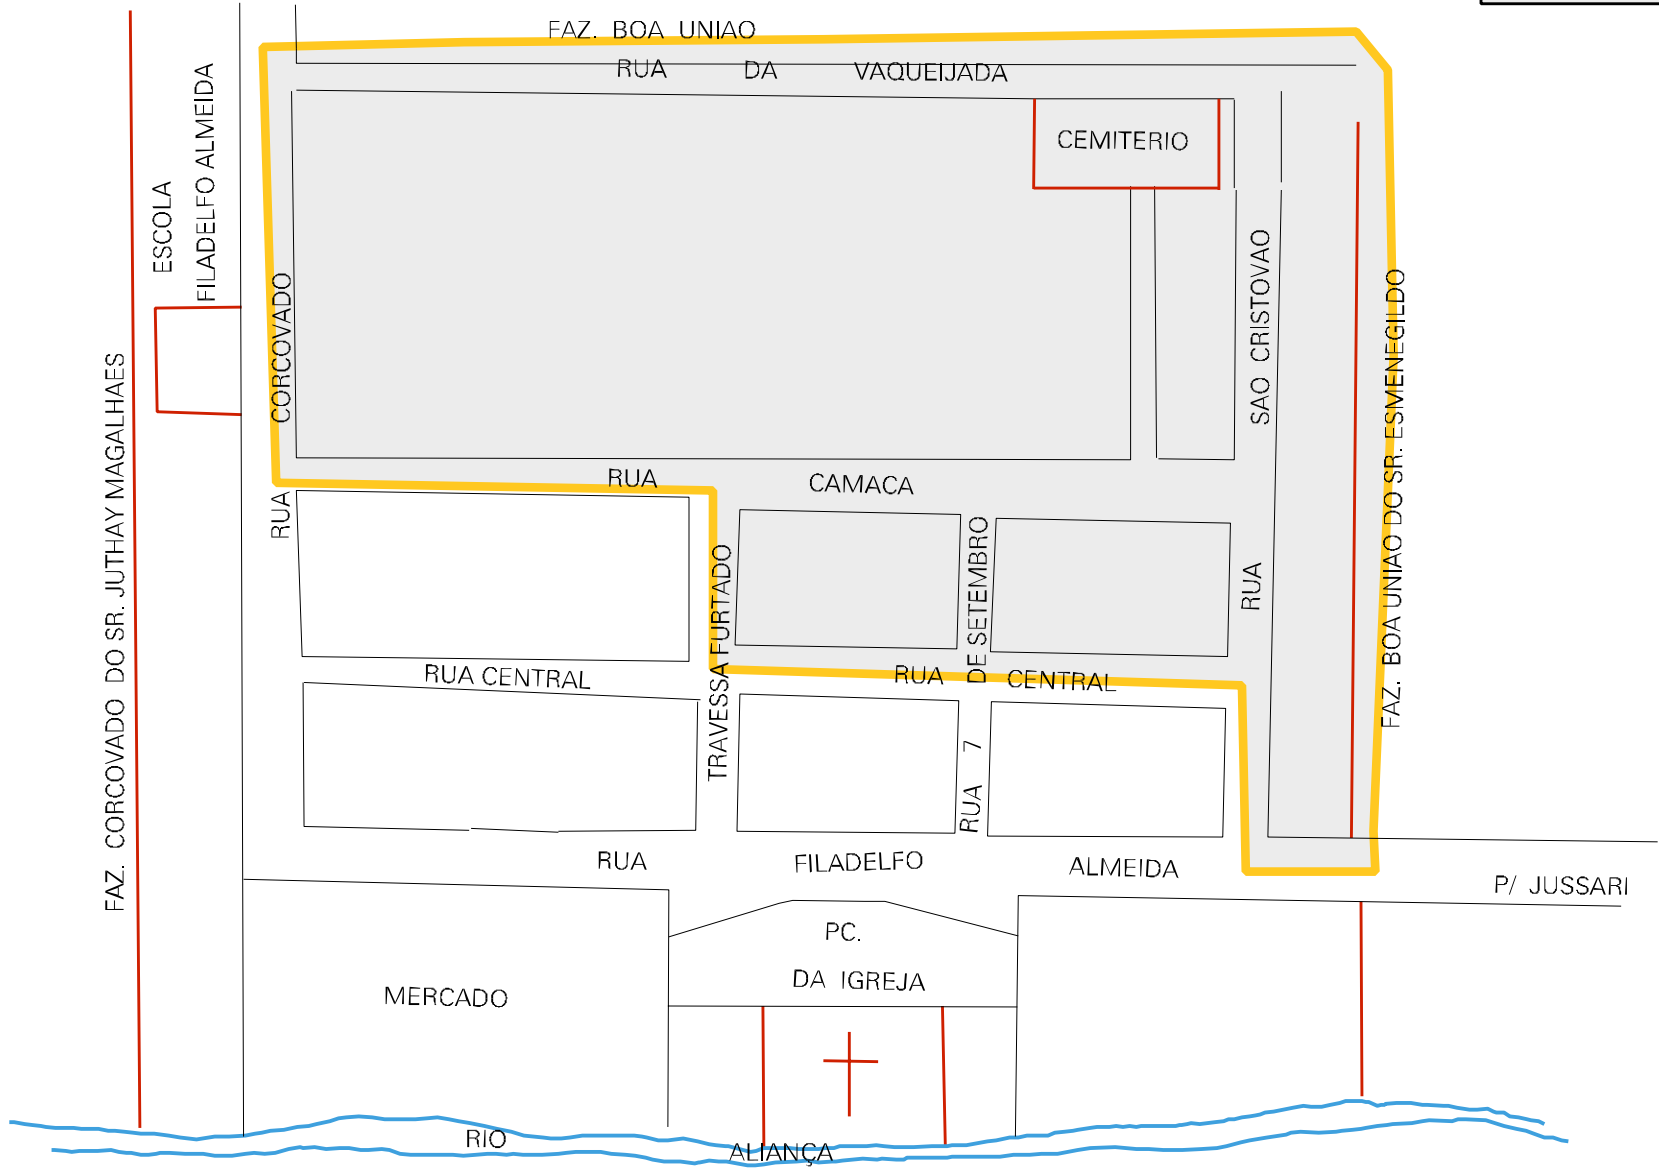 FAZ. BOA UNIAO
RUA DA VAQUEIJADA
CEMITERIO
ESCOLA
FILADELFO ALMEIDA
RUA CORCOVADO
FAZ. CORCOVADO DO SR. JUTHAY MAGALHAES
RUA SAO CRISTOVAO
FAZ. BOA UNIAO DO SR. ESMENEGILDO
RUA CAMACA
TRAVESSA FURTADO
RUA 7 DE SETEMBRO
RUA CENTRAL
RUA CENTRAL
RUA FILADELFO ALMEIDA
P/ JUSSARI
PC.
DA IGREJA
MERCADO
RIO ALIANÇA